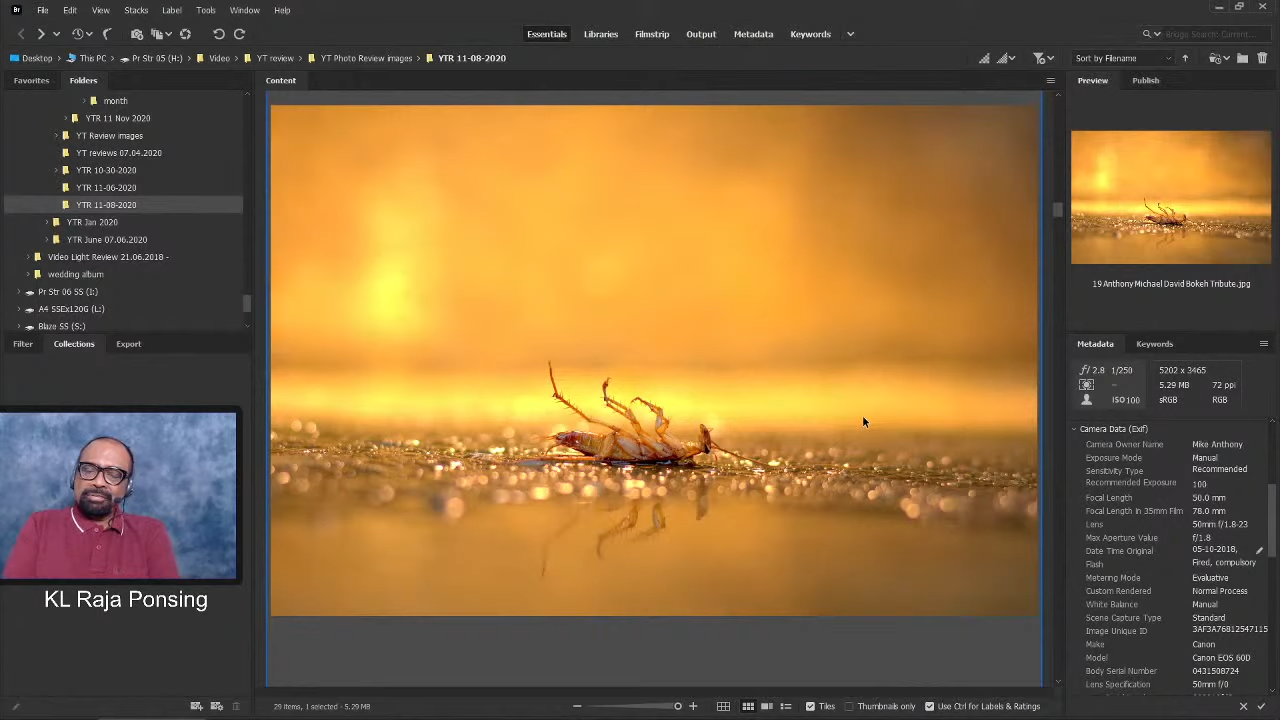 Br File Edit View Stacks Label Tools Window Help
Essentials Libraries Filmstrip Output Metadata Keywords Bridge Search: Current...
Desktop This PC Pr Str 05 (H:) Video YT review YT Photo Review images YTR 11-08-2020 Sort by Filename
Favorites Folders
month
YTR 11 Nov 2020
YT Review images
YT reviews 07.04.2020
YTR 10-30-2020
YTR 11-06-2020
YTR 11-08-2020
YTR Jan 2020
YTR June 07.06.2020
Video Light Review 21.06.2018 -
wedding album
Pr Str 06 SS (I:)
A4 SSEx120G (L:)
Blaze SS (S:)
Filter Collections Export
KL Raja Ponsing
Content
29 items, 1 selected - 5.29 MB
Tiles Thumbnails only Use Ctrl for Labels & Ratings
Preview Publish
19 Anthony Michael David Bokeh Tribute.jpg
Metadata Keywords
f/ 2.8 1/250 5202 x 3465
-- 5.29 MB 72 ppi
ISO100 sRGB RGB
Camera Data (Exif)
Camera Owner Name Mike Anthony
Exposure Mode Manual
Sensitivity Type Recommended
Recommended Exposure 100
Focal Length 50.0 mm
Focal Length in 35mm Film 78.0 mm
Lens 50mm f/1.8-23
Max Aperture Value f/1.8
Date Time Original 05-10-2018,
Flash Fired, compulsory
Metering Mode Evaluative
Custom Rendered Normal Process
White Balance Manual
Scene Capture Type Standard
Image Unique ID 3AF3A76812547115
Make Canon
Model Canon EOS 60D
Body Serial Number 0431508724
Lens Specification 50mm f/0